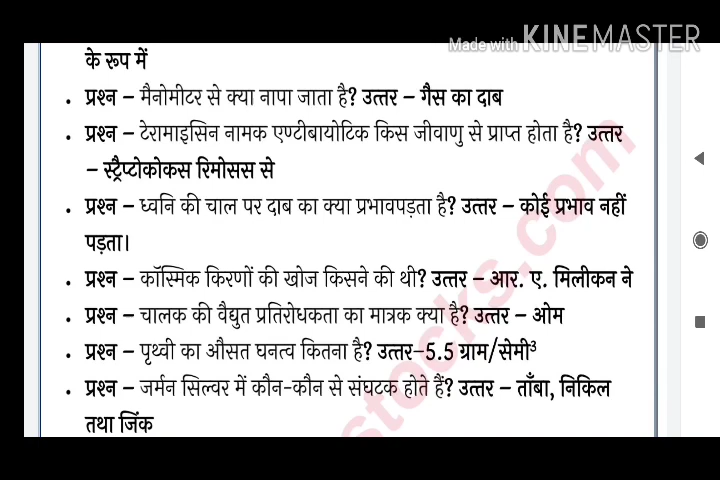 Made with KINEMASTER
के रूप में
• प्रश्न – मैनोमीटर से क्या नापा जाता है? उत्तर – गैस का दाब
• प्रश्न – टेरामाइसिन नामक एण्टीबायोटिक किस जीवाणु से प्राप्त होता है? उत्तर
– स्ट्रैप्टोकोकस रिमोसस से
• प्रश्न – ध्वनि की चाल पर दाब का क्या प्रभावपड़ता है? उत्तर – कोई प्रभाव नहीं
पड़ता।
• प्रश्न – कॉस्मिक किरणों की खोज किसने की थी? उत्तर – आर. ए. मिलीकन ने
• प्रश्न – चालक की वैद्युत प्रतिरोधकता का मात्रक क्या है? उत्तर – ओम
• प्रश्न – पृथ्वी का औसत घनत्व कितना है? उत्तर–5.5 ग्राम/सेमी³
• प्रश्न – जर्मन सिल्वर में कौन-कौन से संघटक होते हैं? उत्तर – ताँबा, निकिल
तथा जिंक
stocks.com